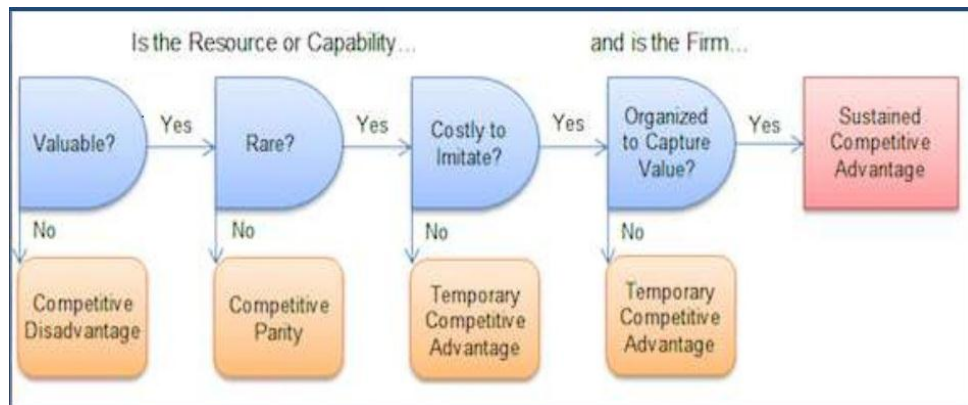 Is the Resource or Capability…
and is the Firm…
Valuable?
Yes
Rare?
Yes
Costly to
Imitate?
Yes
Organized
to Capture
Value?
Yes
Sustained
Competitive
Advantage
No
No
No
No
Competitive
Disadvantage
Competitive
Parity
Temporary
Competitive
Advantage
Temporary
Competitive
Advantage